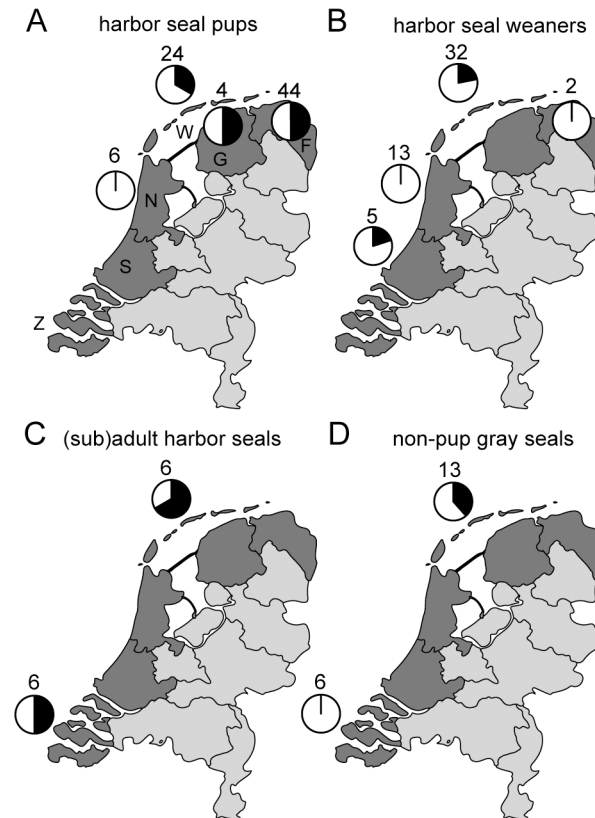 A
harbor seal pups
24
4
44
W
G
F
6
N
S
Z
B
harbor seal weaners
32
2
13
5
C
(sub)adult harbor seals
6
6
D
non-pup gray seals
13
6